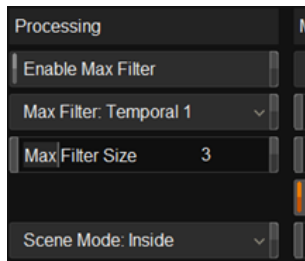 Processing
Enable Max Filter
Max Filter: Temporal 1
Max Filter Size 3
Scene Mode: Inside